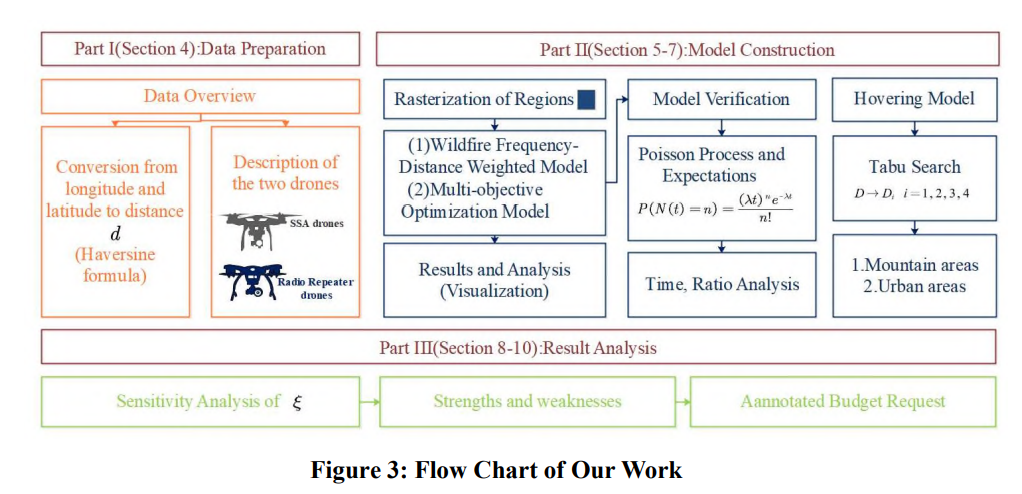 Part I(Section 4):Data Preparation
Data Overview
Conversion from
longitude and
latitude to distance
d
(Haversine
formula)
Description of
the two drones
SSA drones
Radio Repeater
drones
Part II(Section 5-7):Model Construction
Rasterization of Regions
(1)Wildfire Frequency-
Distance Weighted Model
(2)Multi-objective
Optimization Model
Results and Analysis
(Visualization)
Model Verification
Poisson Process and
Expectations
P(N(t)=n)=\frac{(λt)^n e^{-λt}}{n!}
Time, Ratio Analysis
Hovering Model
Tabu Search
D→D_i i=1,2,3,4
1.Mountain areas
2.Urban areas
Part III(Section 8-10):Result Analysis
Sensitivity Analysis of ξ
Strengths and weaknesses
Aannotated Budget Request
Figure 3: Flow Chart of Our Work